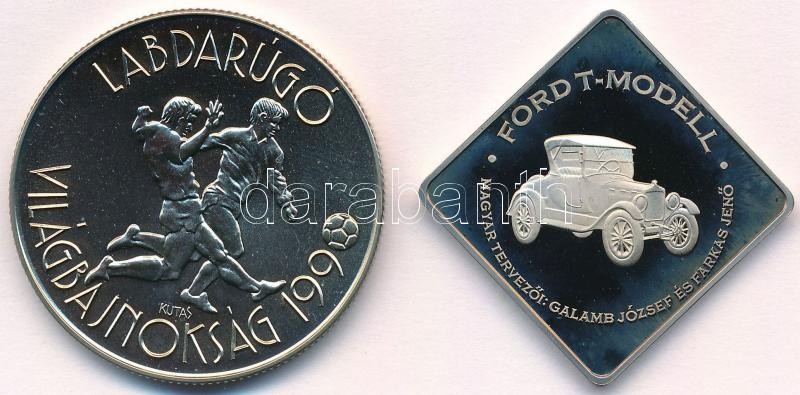 LABDARÚGÓ
VILÁGBAJNOKSÁG 1990
KUTAS
• FORD T-MODELL •
MAGYAR TERVEZŐI: GALAMB JÓZSEF ÉS FARKAS JENŐ
darabanth